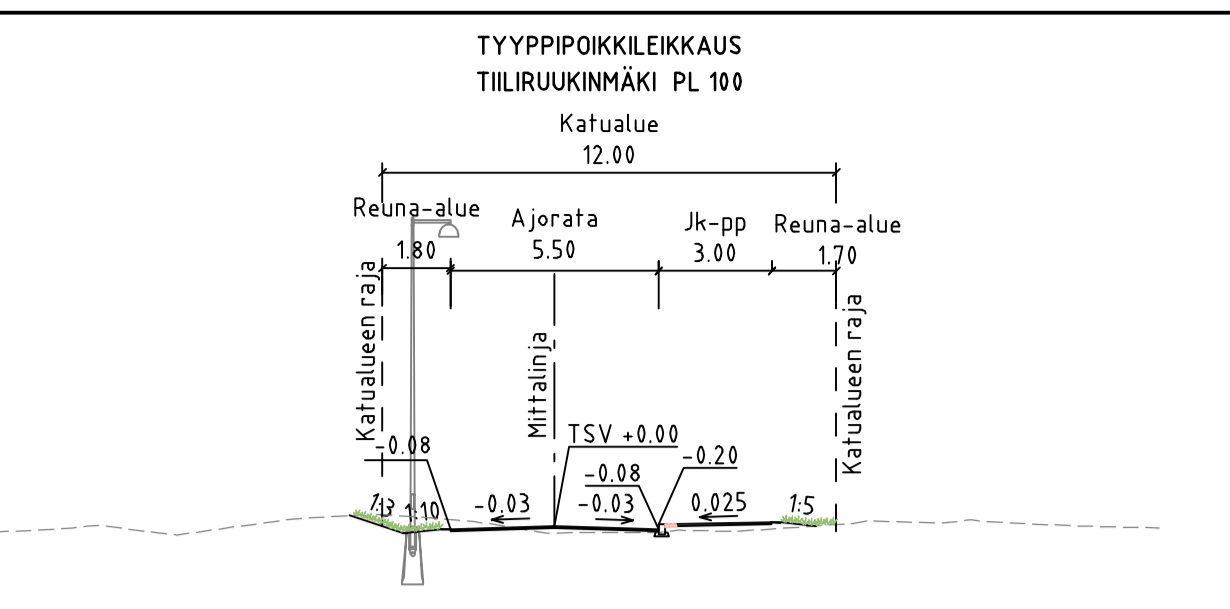 TYYPPIPOIKKILEIKKAUS
TIILIRUUKINMÄKI PL 100
Katualue
12.00
Reuna-alue
1.80
Ajorata
5.50
Jk-pp
3.00
Reuna-alue
1.70
Katualueen raja
Mittalinja
Katualueen raja
-0.08
TSV +0.00
-0.08
-0.20
1:3
1:10
-0.03
-0.03
0.025
1:5